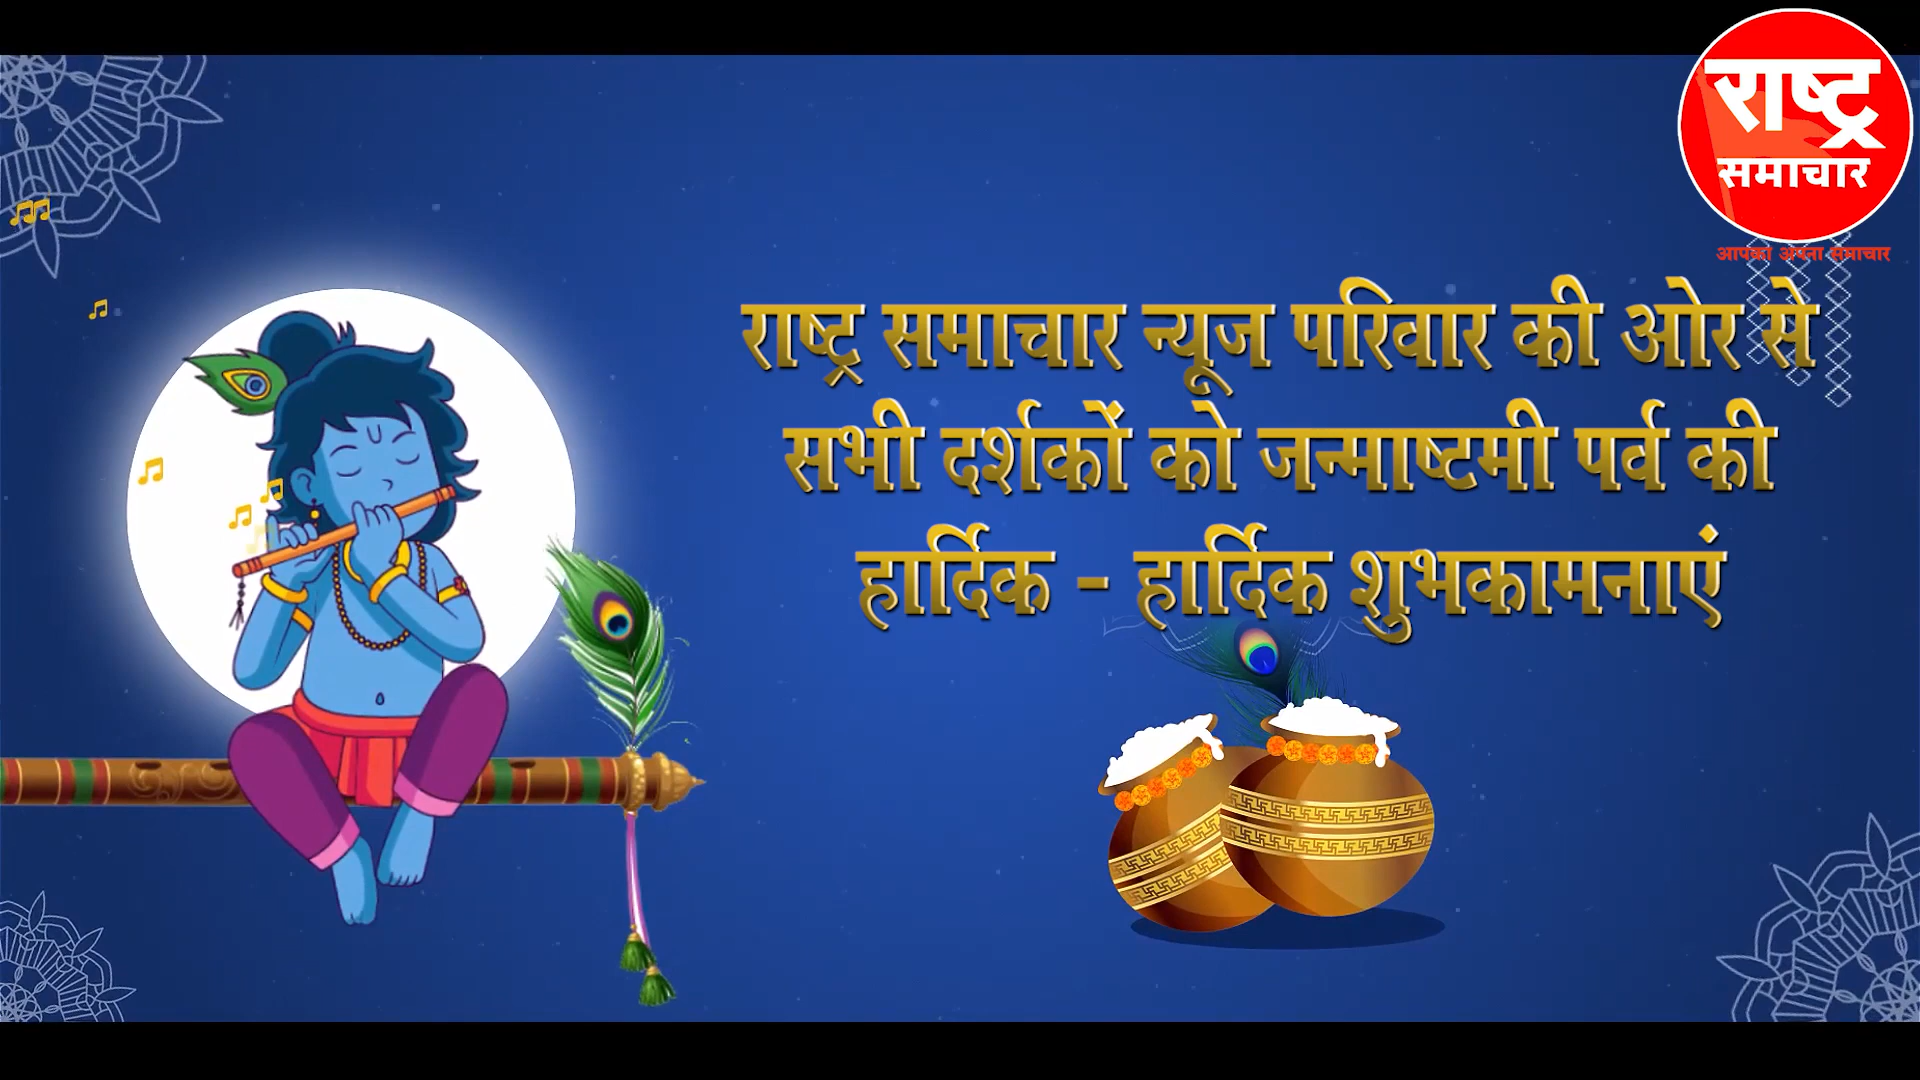 राष्ट्र
समाचार
आपका अपना समाचार
राष्ट्र समाचार न्यूज परिवार की ओर से
सभी दर्शकों को जन्माष्टमी पर्व की
हार्दिक - हार्दिक शुभकामनाएं